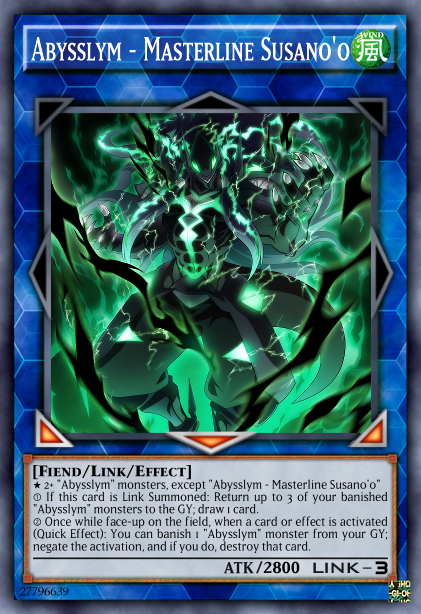 Abysslym - Masterline Susano'o
WIND
風
[Fiend/Link/Effect]
★ 2+ "Abysslym" monsters, except "Abysslym - Masterline Susano'o"
① If this card is Link Summoned: Return up to 3 of your banished
"Abysslym" monsters to the GY; draw 1 card.
② Once while face-up on the field, when a card or effect is activated
(Quick Effect): You can banish 1 "Abysslym" monster from your GY;
negate the activation, and if you do, destroy that card.
ATK/2800 LINK-3
27796639